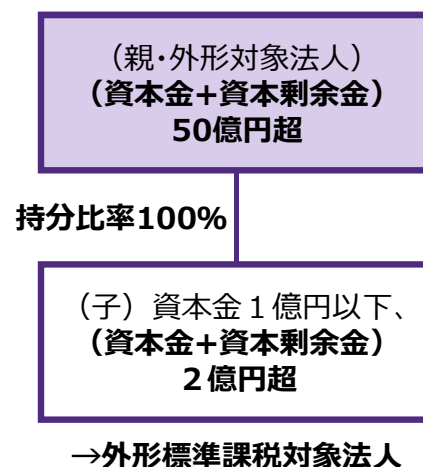 （親・外形対象法人）
（資本金+資本剰余金）
50億円超
持分比率100%
（子）資本金１億円以下、
（資本金+資本剰余金）
２億円超
→外形標準課税対象法人